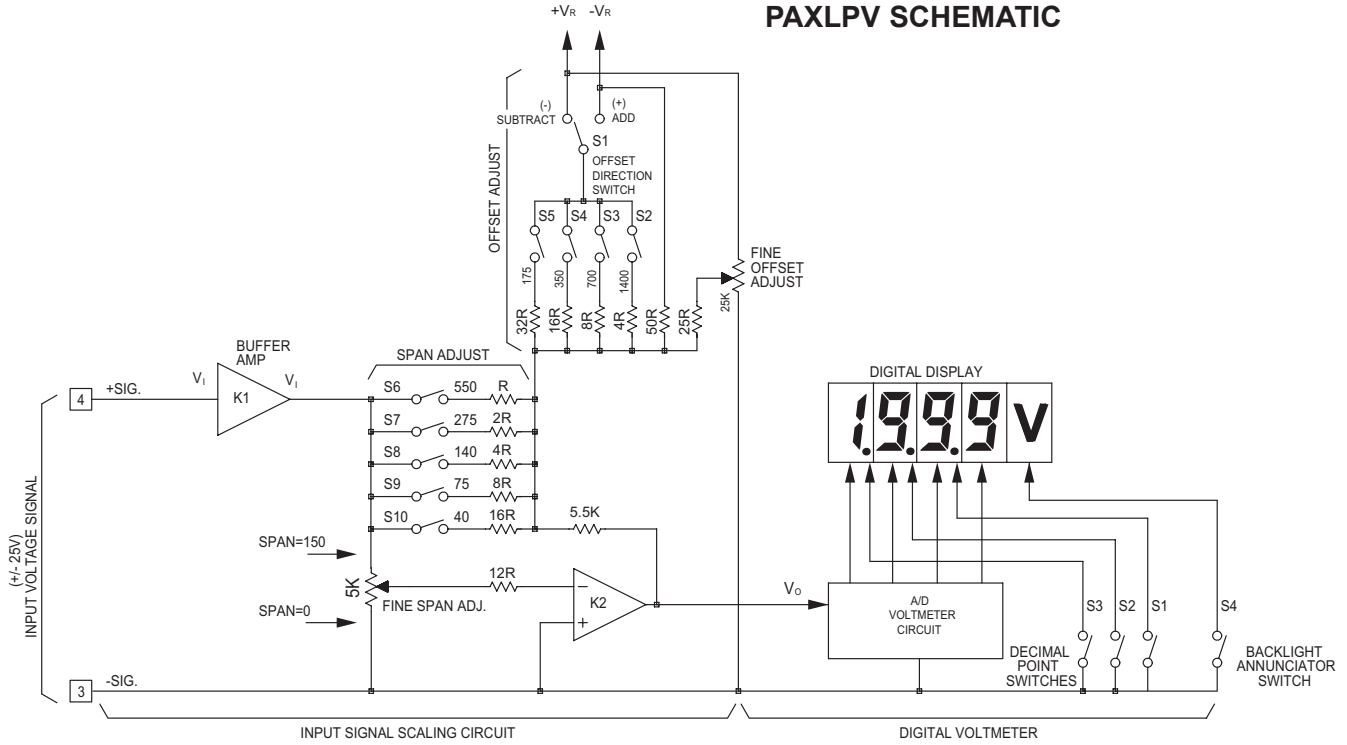 PAXLPV SCHEMATIC
+VR -VR
(-)
SUBTRACT
(+)
ADD
S1
OFFSET
DIRECTION
SWITCH
OFFSET ADJUST
S5 S4 S3 S2
175 350 700 1400
32R 16R 8R 4R 50R 25R
FINE
OFFSET
ADJUST
25K
BUFFER
AMP
SPAN ADJUST
4
+SIG.
VI
K1
VI
S6 550 R
S7 275 2R
S8 140 4R
S9 75 8R
S10 40 16R
5.5K
SPAN=150
5K
12R
FINE SPAN ADJ.
SPAN=0
K2
−
+
VO
(+/- 25V)
INPUT VOLTAGE SIGNAL
3
-SIG.
INPUT SIGNAL SCALING CIRCUIT
DIGITAL DISPLAY
1.9.9.9 V
A/D
VOLTMETER
CIRCUIT
S3 S2 S1 S4
DECIMAL
POINT
SWITCHES
BACKLIGHT
ANNUNCIATOR
SWITCH
DIGITAL VOLTMETER